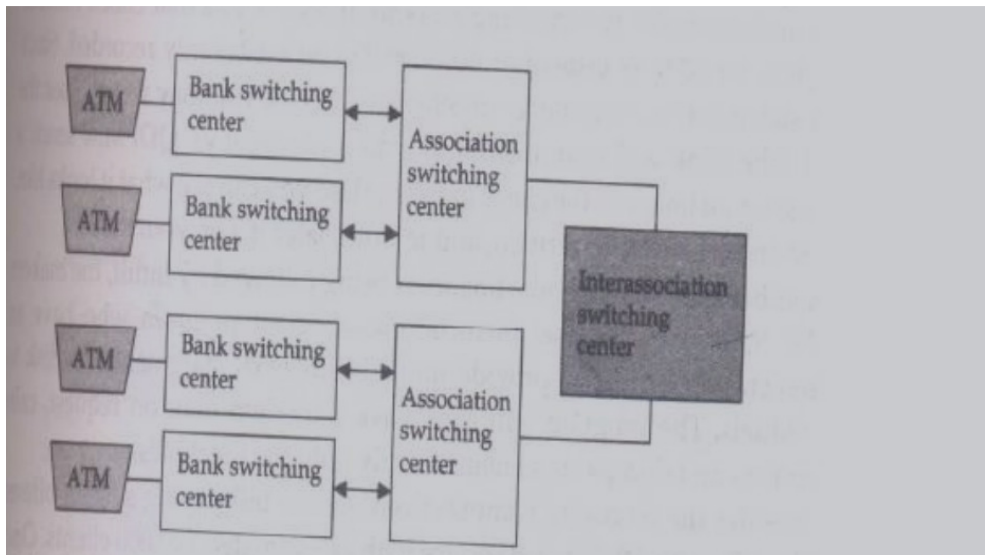 ATM
Bank switching
center
ATM
Bank switching
center
Association
switching
center
ATM
Bank switching
center
ATM
Bank switching
center
Association
switching
center
Interassociation
switching
center